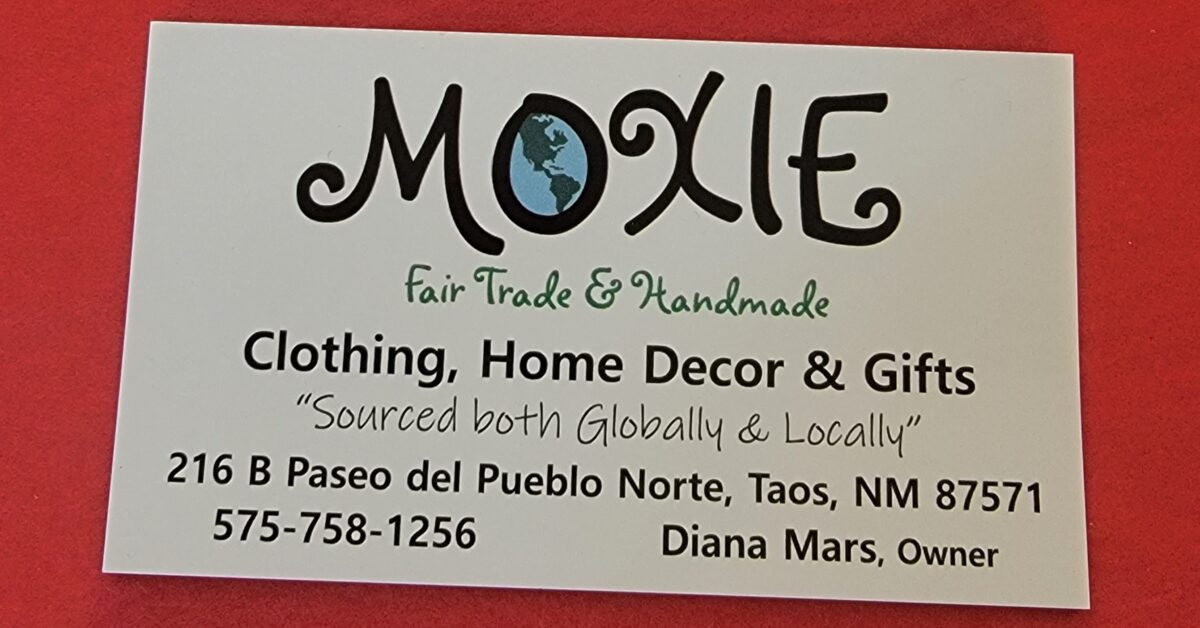 MOXIE
Fair Trade & Handmade
Clothing, Home Decor & Gifts
“Sourced both Globally & Locally”
216 B Paseo del Pueblo Norte, Taos, NM 87571
575-758-1256 Diana Mars, Owner